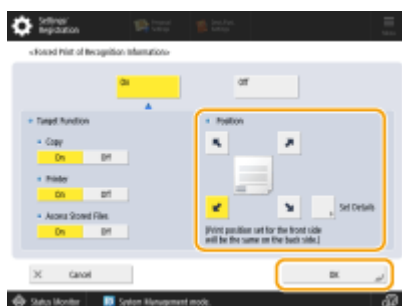 Settings/
Registration
<Forced Print of Recognition Information>
On
Off
Target Function
Position
Copy
On Off
Printer
On Off
Access Stored Files
On Off
Set Details
(Print position set for the front side
will be the same on the back side.)
Cancel
OK
Status Monitor
System Management mode.